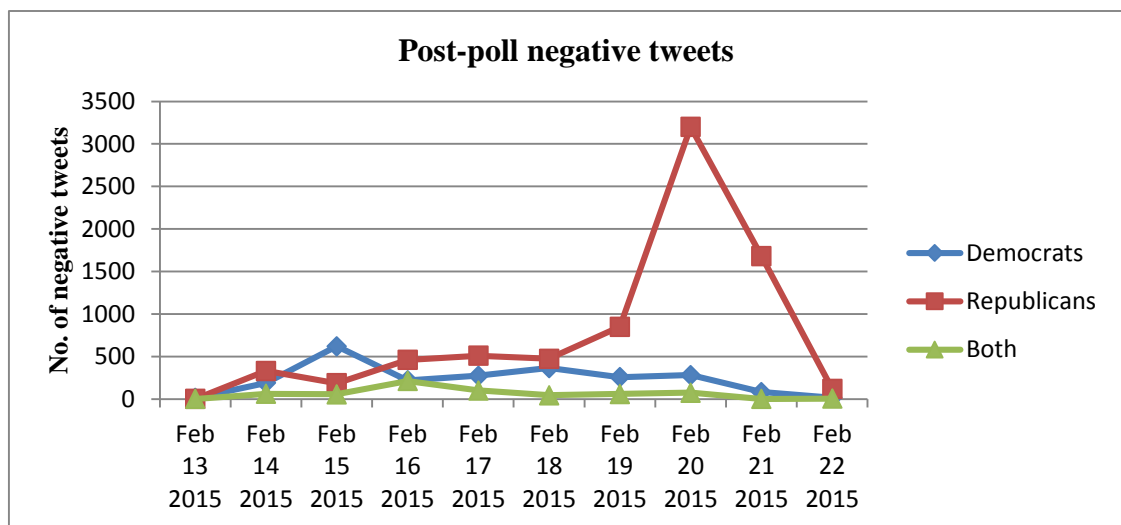 Post-poll negative tweets
No. of negative tweets
3500
3000
2500
2000
1500
1000
500
0
Feb 13 2015
Feb 14 2015
Feb 15 2015
Feb 16 2015
Feb 17 2015
Feb 18 2015
Feb 19 2015
Feb 20 2015
Feb 21 2015
Feb 22 2015
Democrats
Republicans
Both